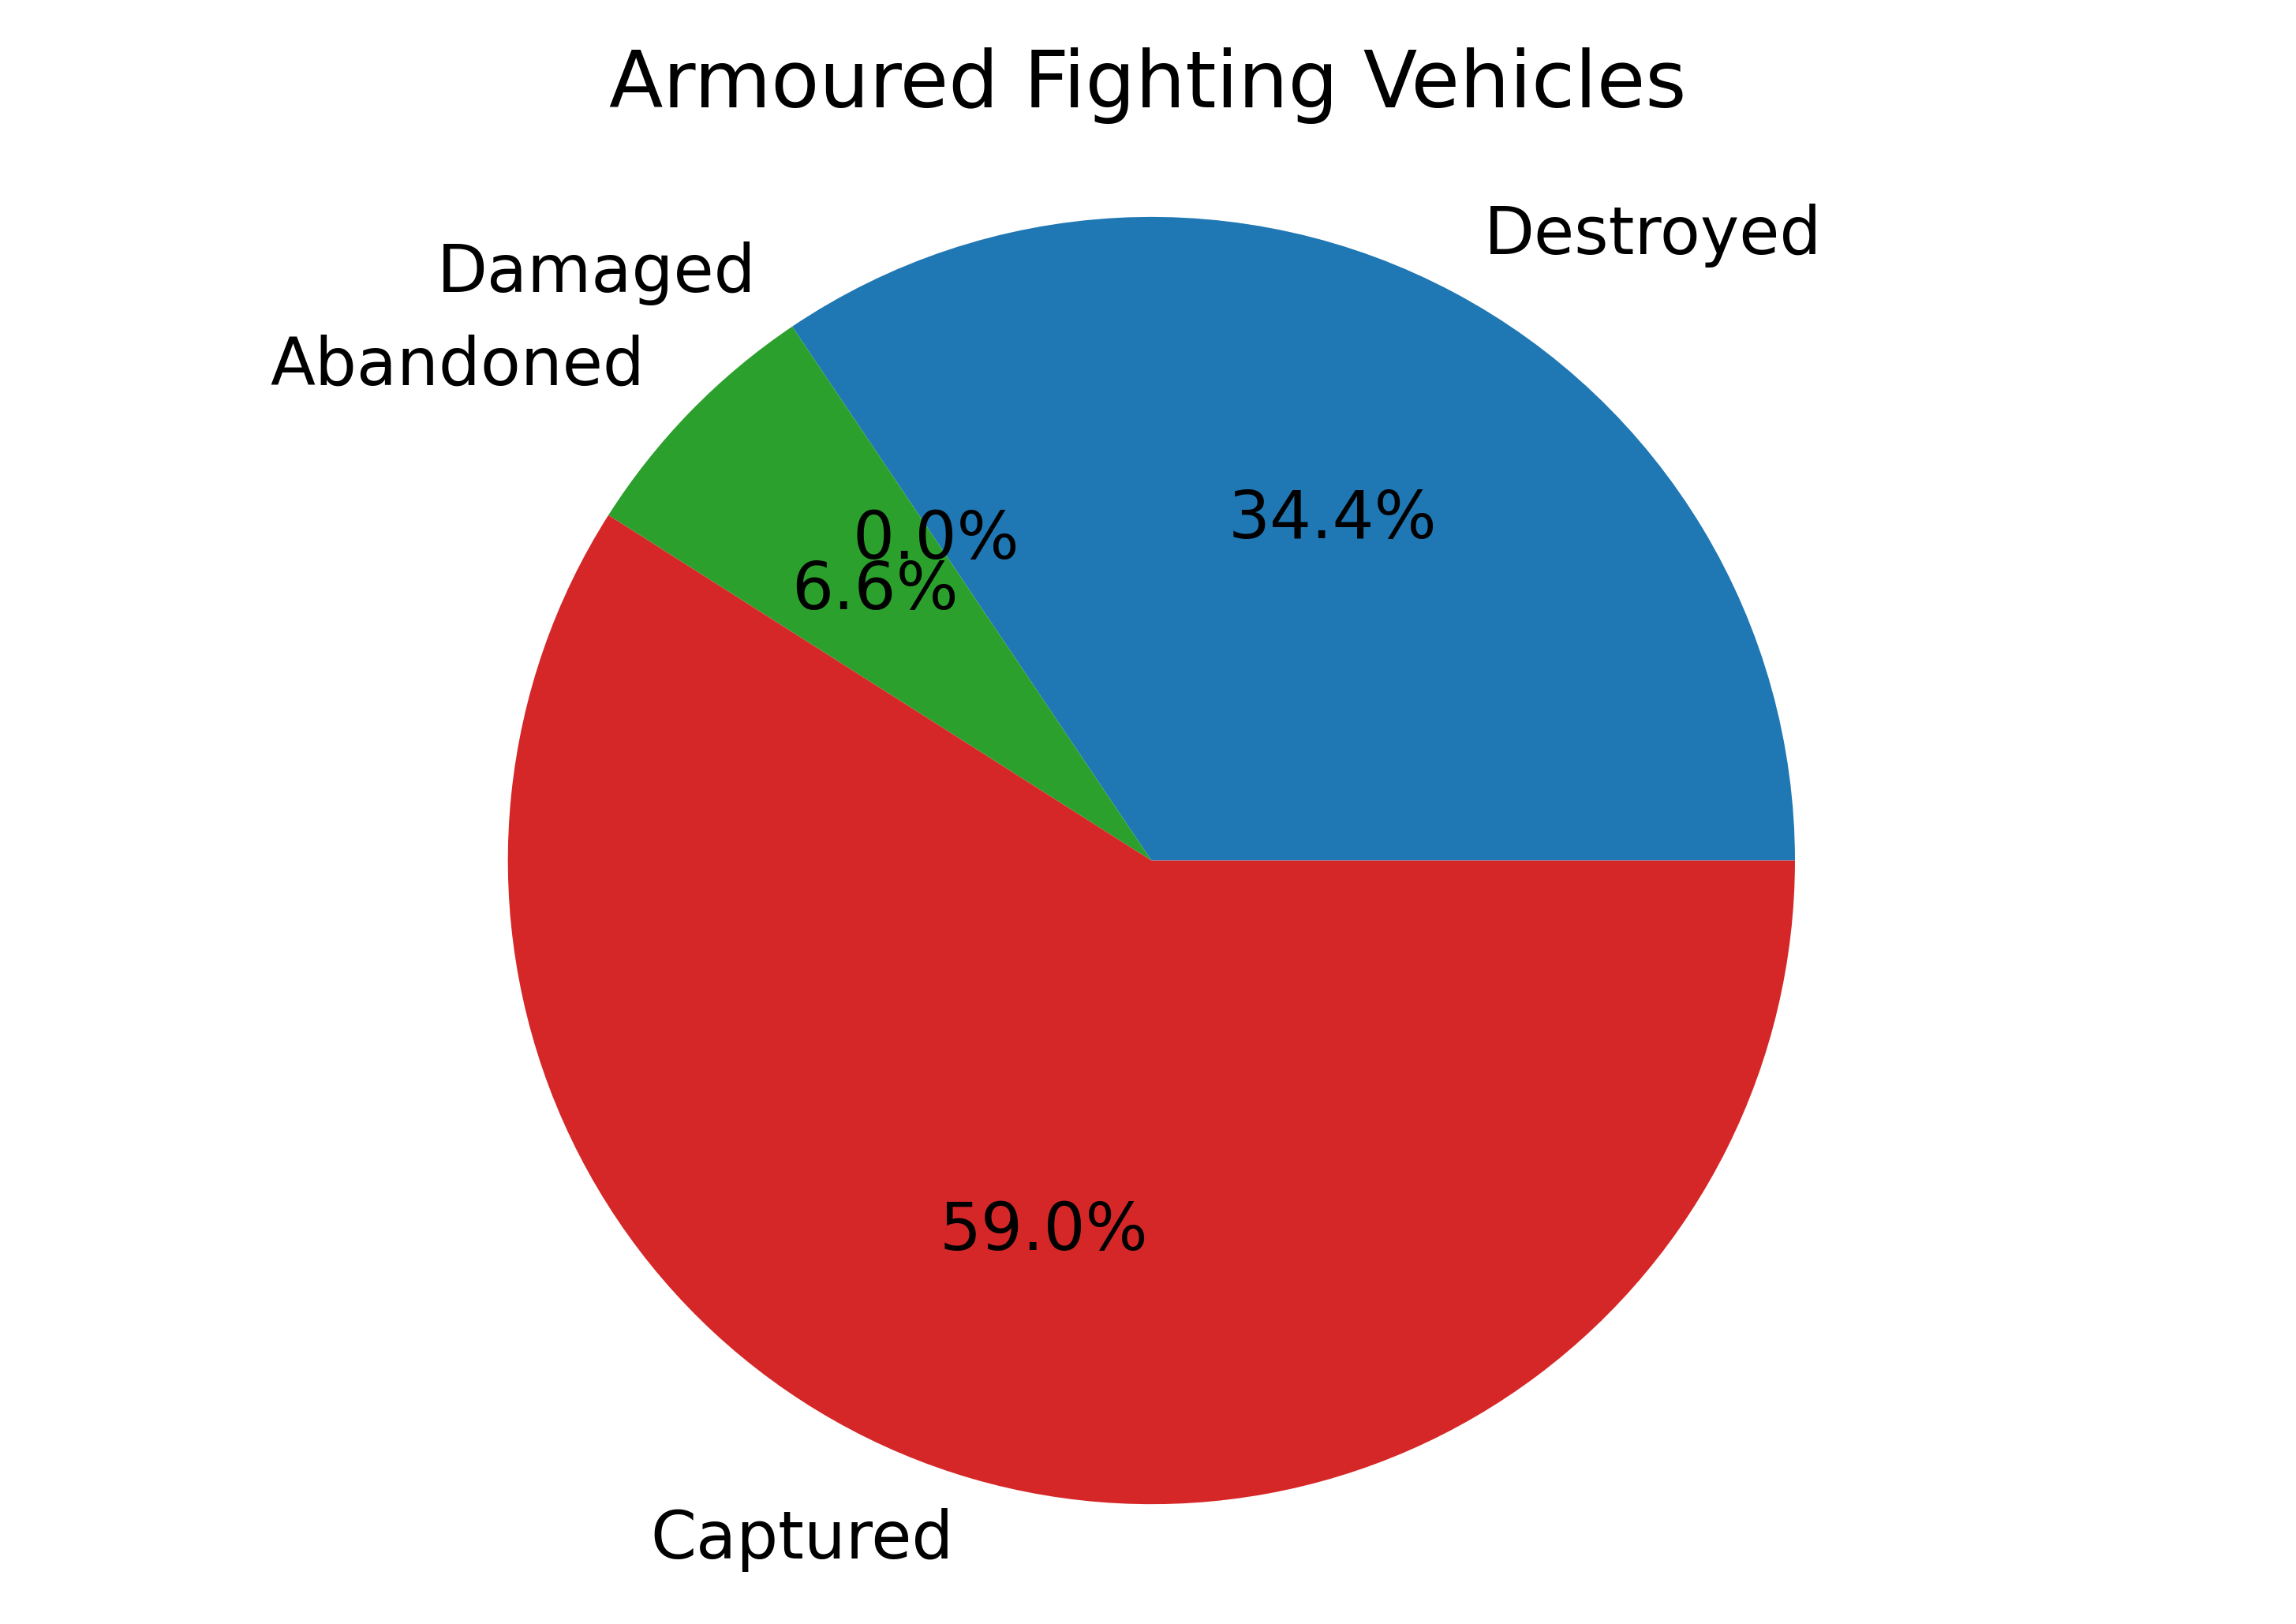 Armoured Fighting Vehicles
Destroyed
Damaged
Abandoned
34.4%
0.0%
6.6%
59.0%
Captured